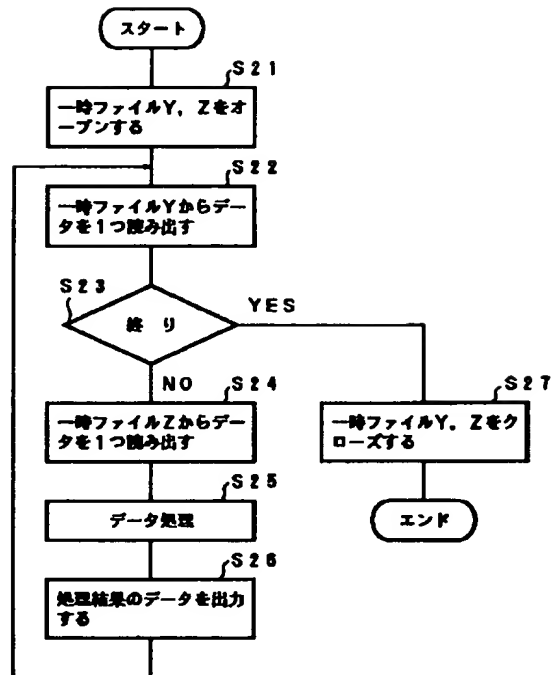 スタート
S21
一時ファイルY，Zをオ
ープンする
S22
一時ファイルYからデー
タを1つ読み出す
S23
終り
YES
NO
S24
一時ファイルZからデー
タを1つ読み出す
S25
データ処理
S26
処理結果のデータを出力
する
S27
一時ファイルY，Zをク
ローズする
エンド